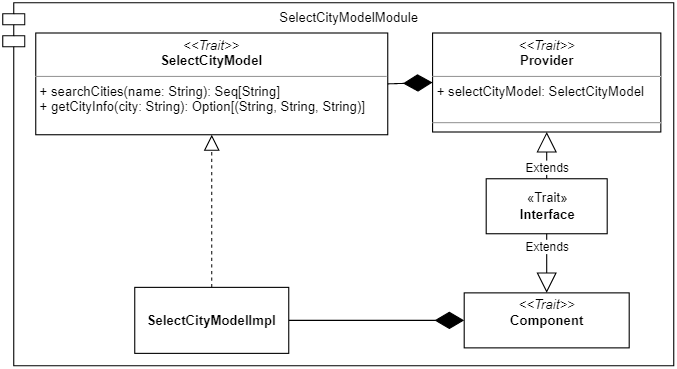 SelectCityModelModule
<<Trait>>
SelectCityModel
+ searchCities(name: String): Seq[String]
+ getCityInfo(city: String): Option[(String, String, String)]
<<Trait>>
Provider
+ selectCityModel: SelectCityModel
Extends
«Trait»
Interface
Extends
SelectCityModelImpl
<<Trait>>
Component